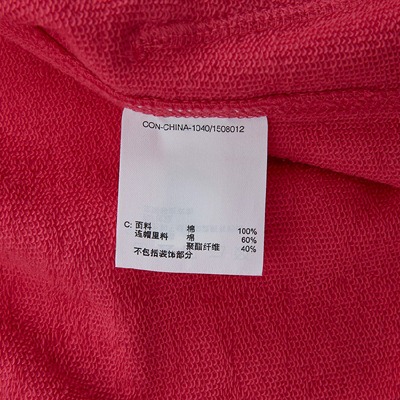 CON-CHINA-1040/1508012
C: 面料 棉 100%
连帽里料 棉 60%
聚酯纤维 40%
不包括装饰部分